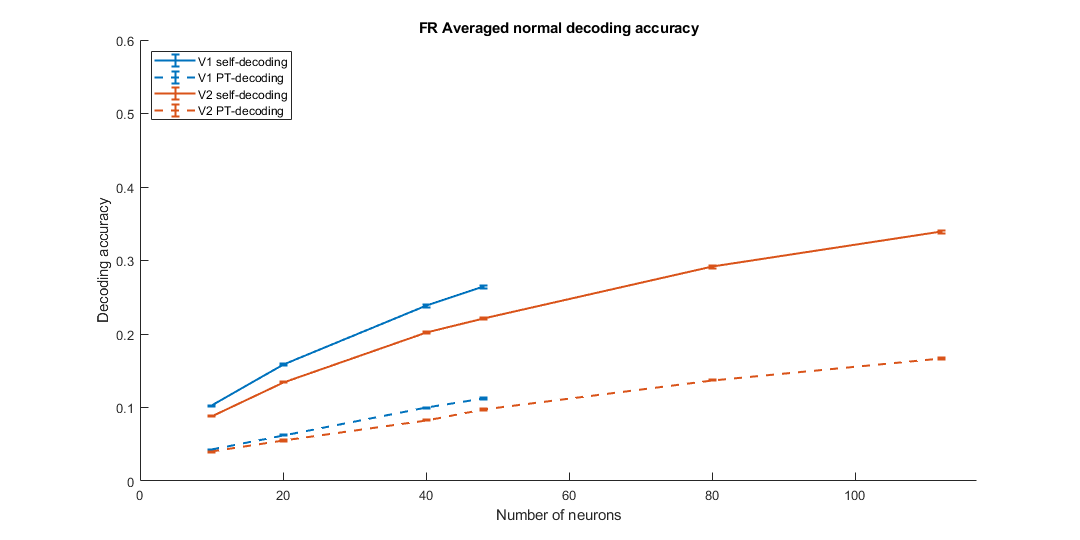 FR Averaged normal decoding accuracy
0.6
0.5
0.4
0.3
0.2
0.1
0
Decoding accuracy
V1 self-decoding
V1 PT-decoding
V2 self-decoding
V2 PT-decoding
0 20 40 60 80 100
Number of neurons